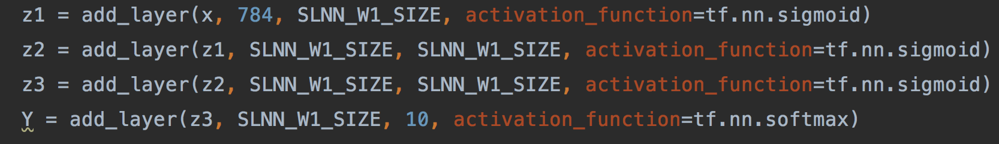 z1 = add_layer(x, 784, SLNN_W1_SIZE, activation_function=tf.nn.sigmoid)
z2 = add_layer(z1, SLNN_W1_SIZE, SLNN_W1_SIZE, activation_function=tf.nn.sigmoid)
z3 = add_layer(z2, SLNN_W1_SIZE, SLNN_W1_SIZE, activation_function=tf.nn.sigmoid)
Y = add_layer(z3, SLNN_W1_SIZE, 10, activation_function=tf.nn.softmax)